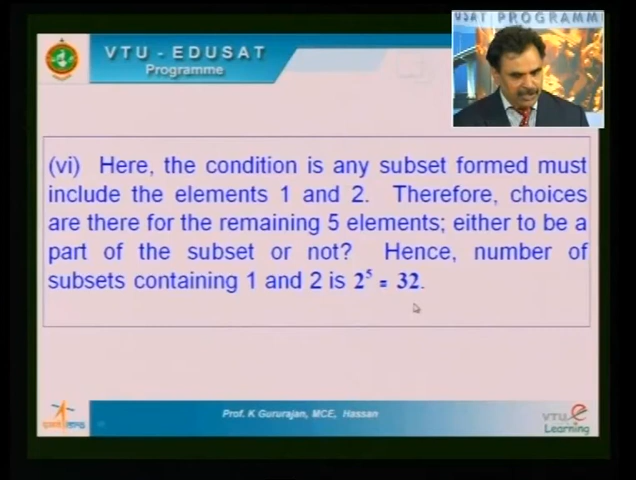 USAT PROGRAMM
VTU - EDUSAT
Programme
(vi) Here, the condition is any subset formed must
include the elements 1 and 2. Therefore, choices
are there for the remaining 5 elements; either to be a
part of the subset or not? Hence, number of
subsets containing 1 and 2 is 2⁵ = 32.
Prof. K Gururajan, MCE, Hassan
VTU e
Learning